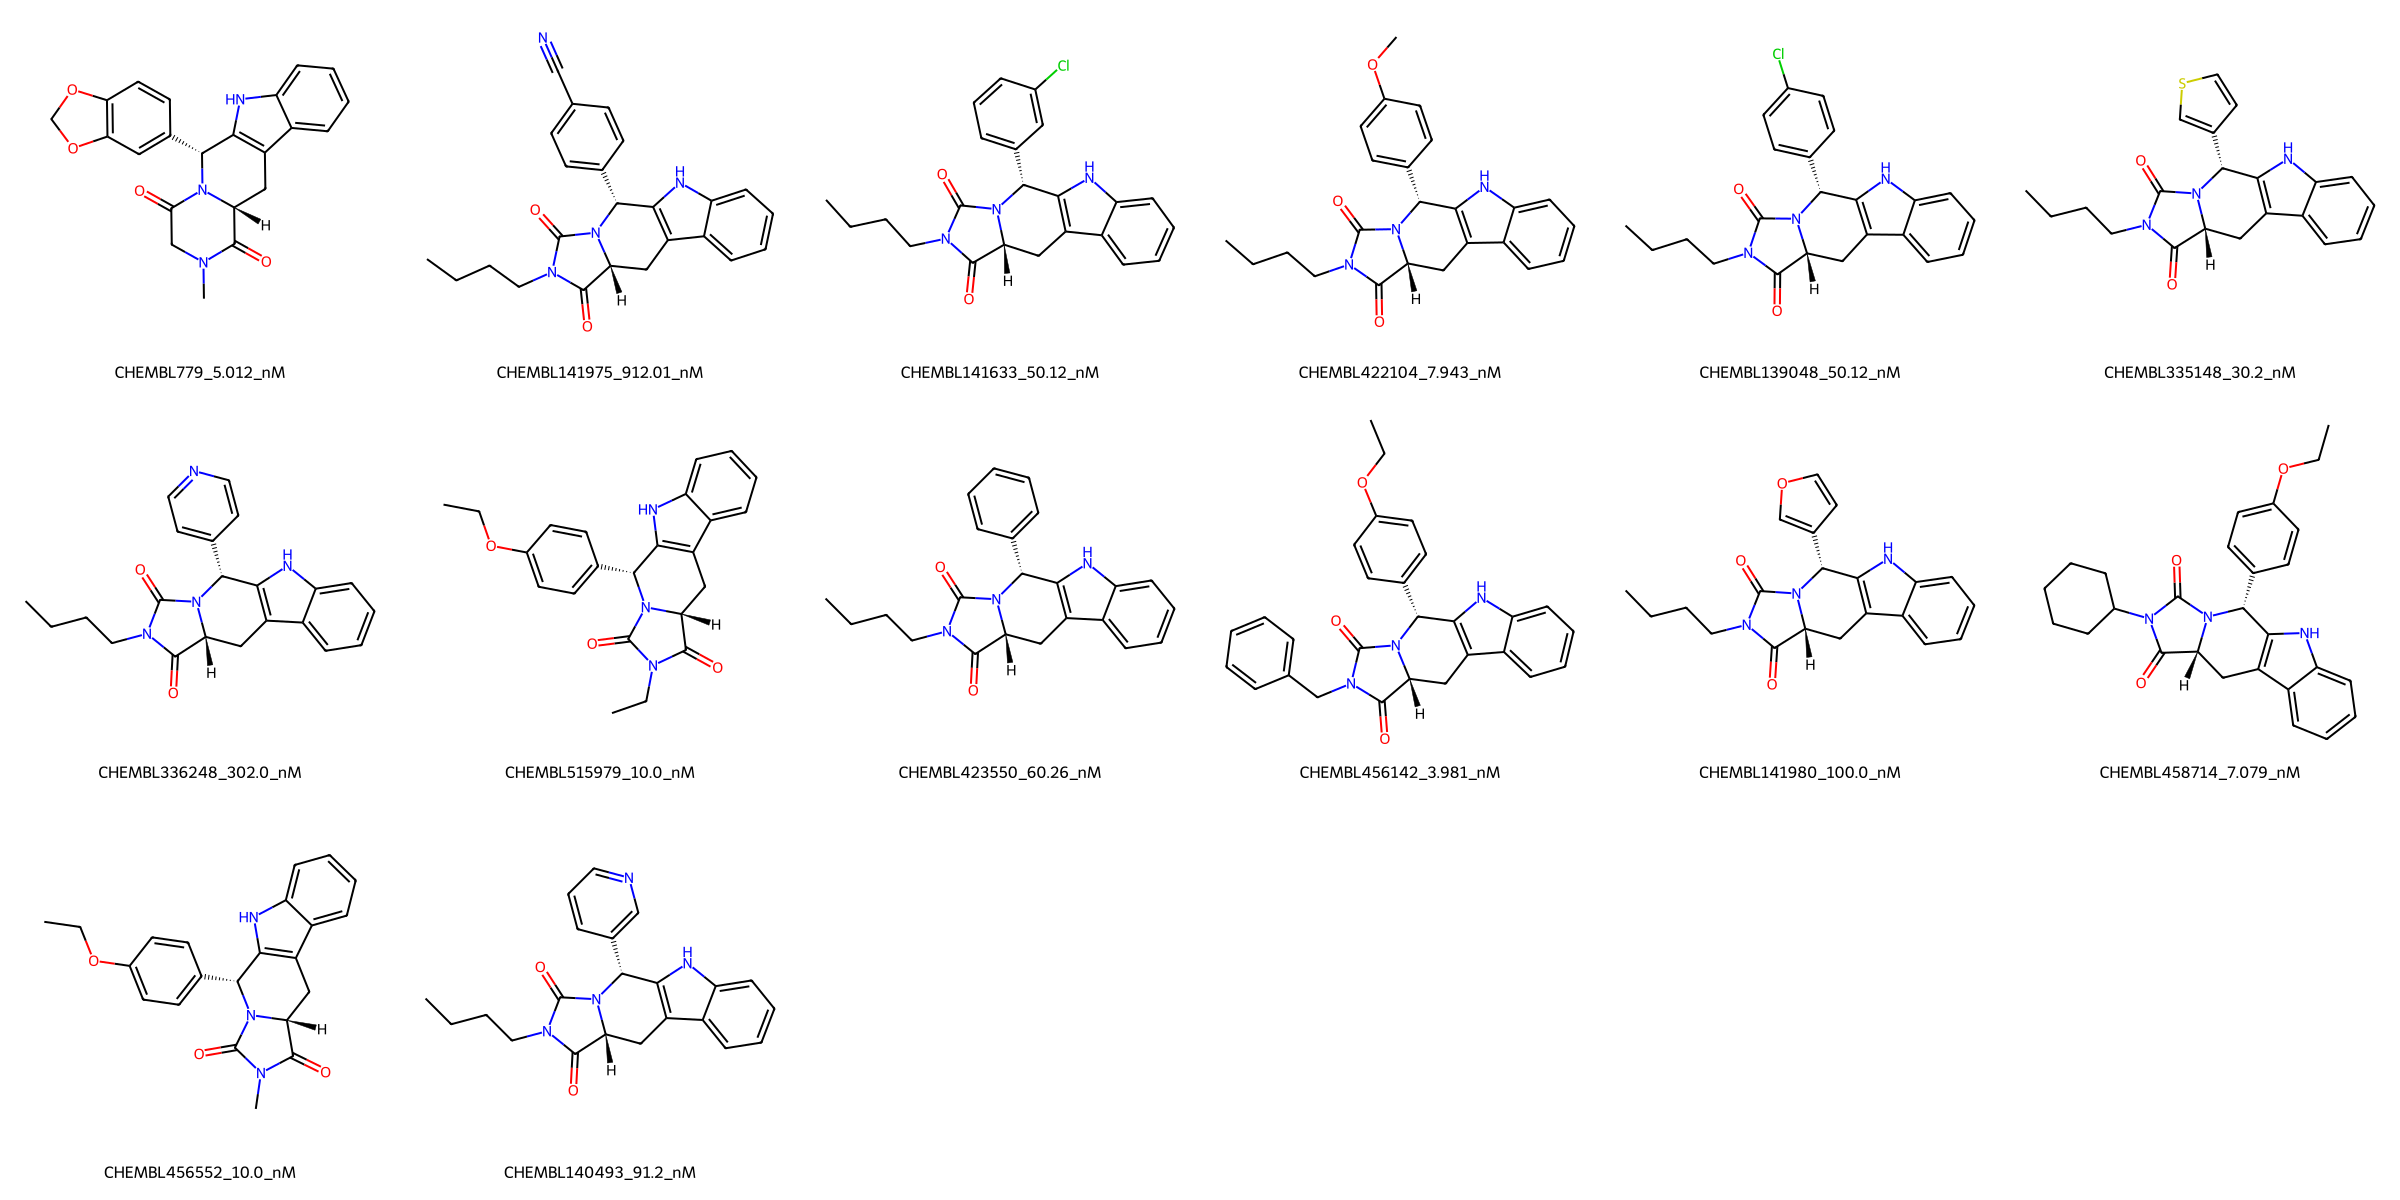 CHEMBL779_5.012_nM
CHEMBL141975_912.01_nM
CHEMBL141633_50.12_nM
CHEMBL422104_7.943_nM
CHEMBL139048_50.12_nM
CHEMBL335148_30.2_nM
CHEMBL336248_302.0_nM
CHEMBL515979_10.0_nM
CHEMBL423550_60.26_nM
CHEMBL456142_3.981_nM
CHEMBL141980_100.0_nM
CHEMBL458714_7.079_nM
CHEMBL456552_10.0_nM
CHEMBL140493_91.2_nM